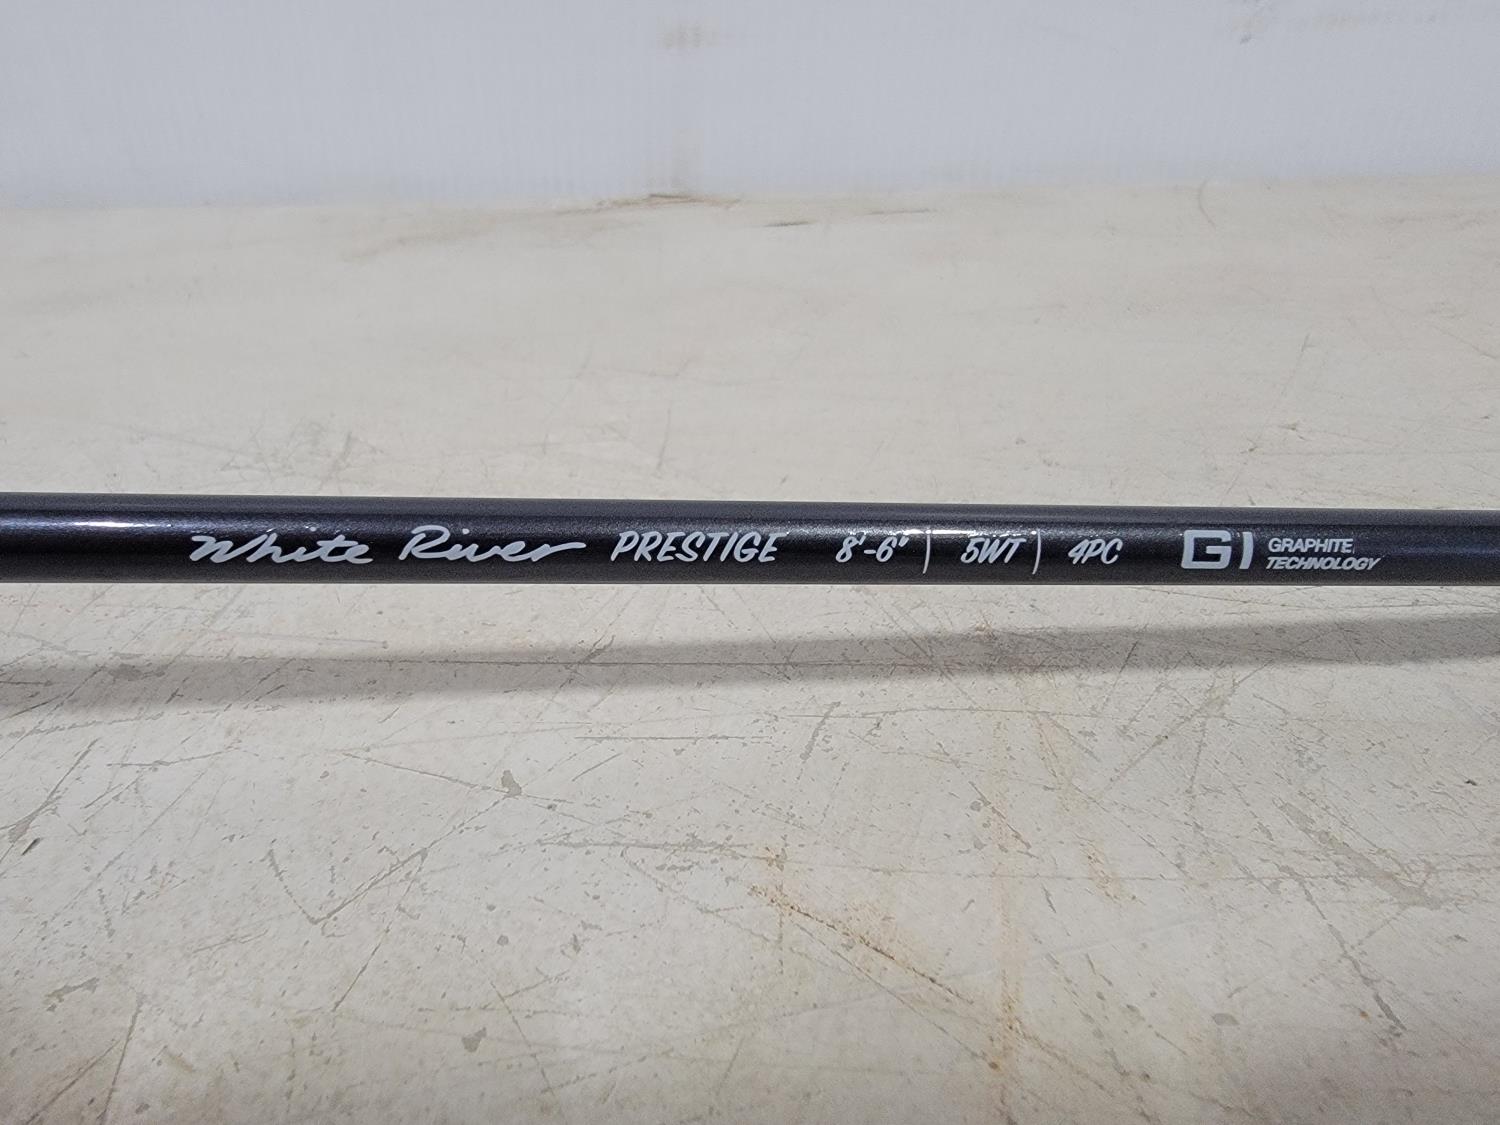 White River PRESTIGE 8'-6" | 5WT | 4PC G1 GRAPHITE TECHNOLOGY